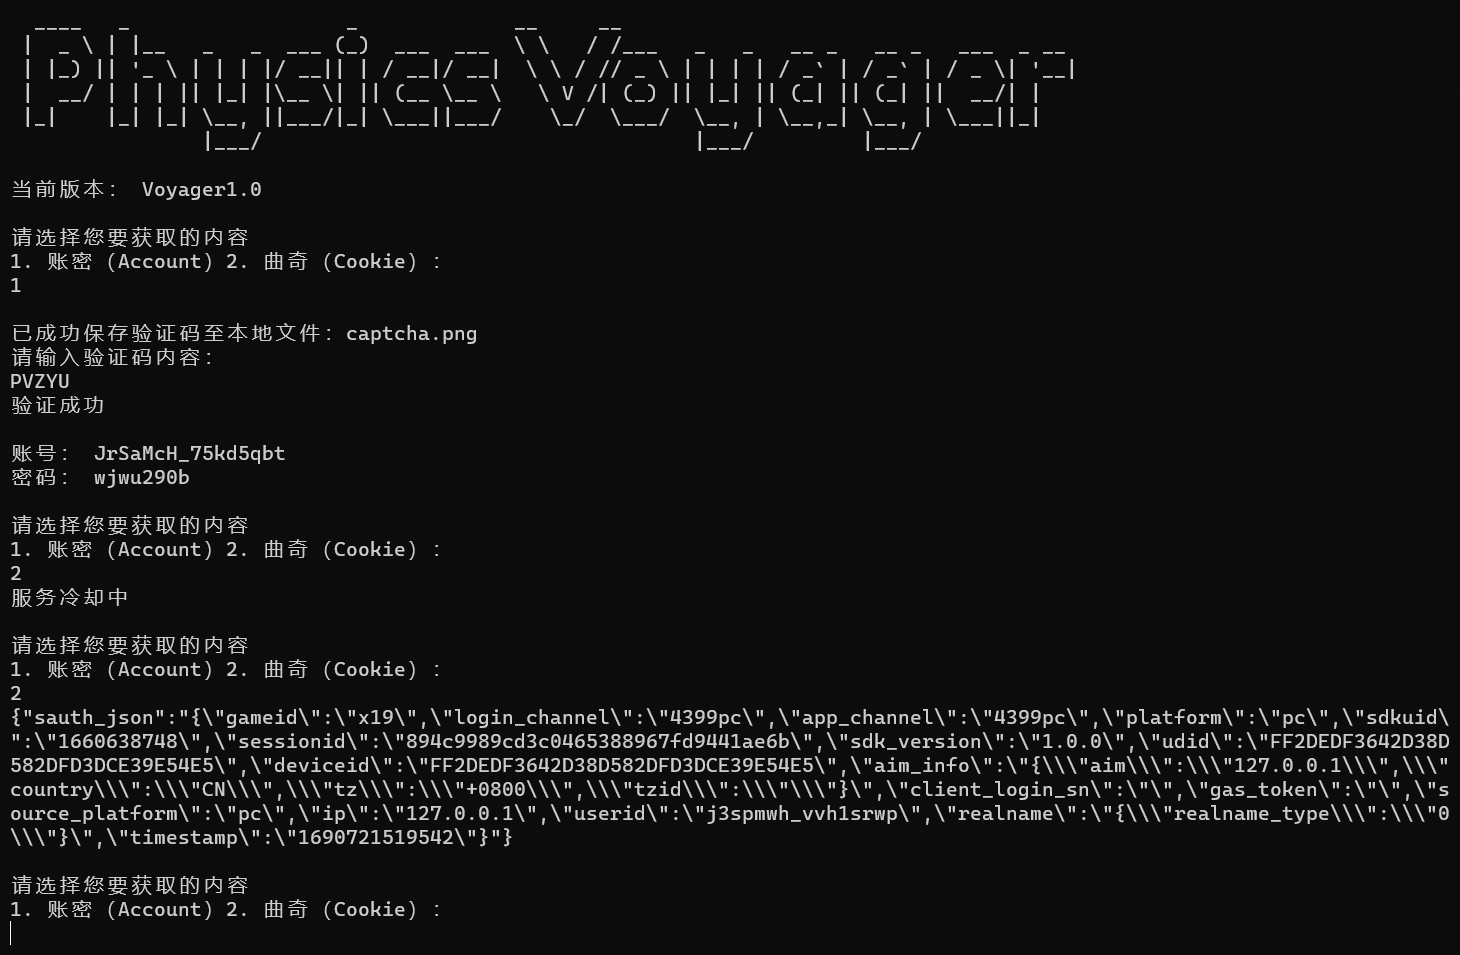 Physics Voyager
当前版本： Voyager1.0
请选择您要获取的内容
1. 账密 (Account) 2. 曲奇 (Cookie) :
1
已成功保存验证码至本地文件: captcha.png
请输入验证码内容:
PVZYU
验证成功
账号： JrSaMcH_75kd5qbt
密码： wjwu290b
请选择您要获取的内容
1. 账密 (Account) 2. 曲奇 (Cookie) :
2
服务冷却中
请选择您要获取的内容
1. 账密 (Account) 2. 曲奇 (Cookie) :
2
{"sauth_json":"{\"gameid\":\"x19\",\"login_channel\":\"4399pc\",\"app_channel\":\"4399pc\",\"platform\":\"pc\",\"sdkuid\
":\"1660638748\",\"sessionid\":\"894c9989cd3c0465388967fd9441ae6b\",\"sdk_version\":\"1.0.0\",\"udid\":\"FF2DEDF3642D38D
582DFD3DCE39E54E5\",\"deviceid\":\"FF2DEDF3642D38D582DFD3DCE39E54E5\",\"aim_info\":\"{\\\"aim\\\":\\\"127.0.0.1\\\",\\\"
country\\\":\\\"CN\\\",\\\"tz\\\":\\\"+0800\\\",\\\"tzid\\\":\\\"\\\"}\",\"client_login_sn\":\"\",\"gas_token\":\"\",\"s
ource_platform\":\"pc\",\"ip\":\"127.0.0.1\",\"userid\":\"j3spmwh_vvh1srwp\",\"realname\":\"{\\\"realname_type\\\":\\\"0
\\\"}\",\"timestamp\":\"1690721519542\"}"}
请选择您要获取的内容
1. 账密 (Account) 2. 曲奇 (Cookie) :